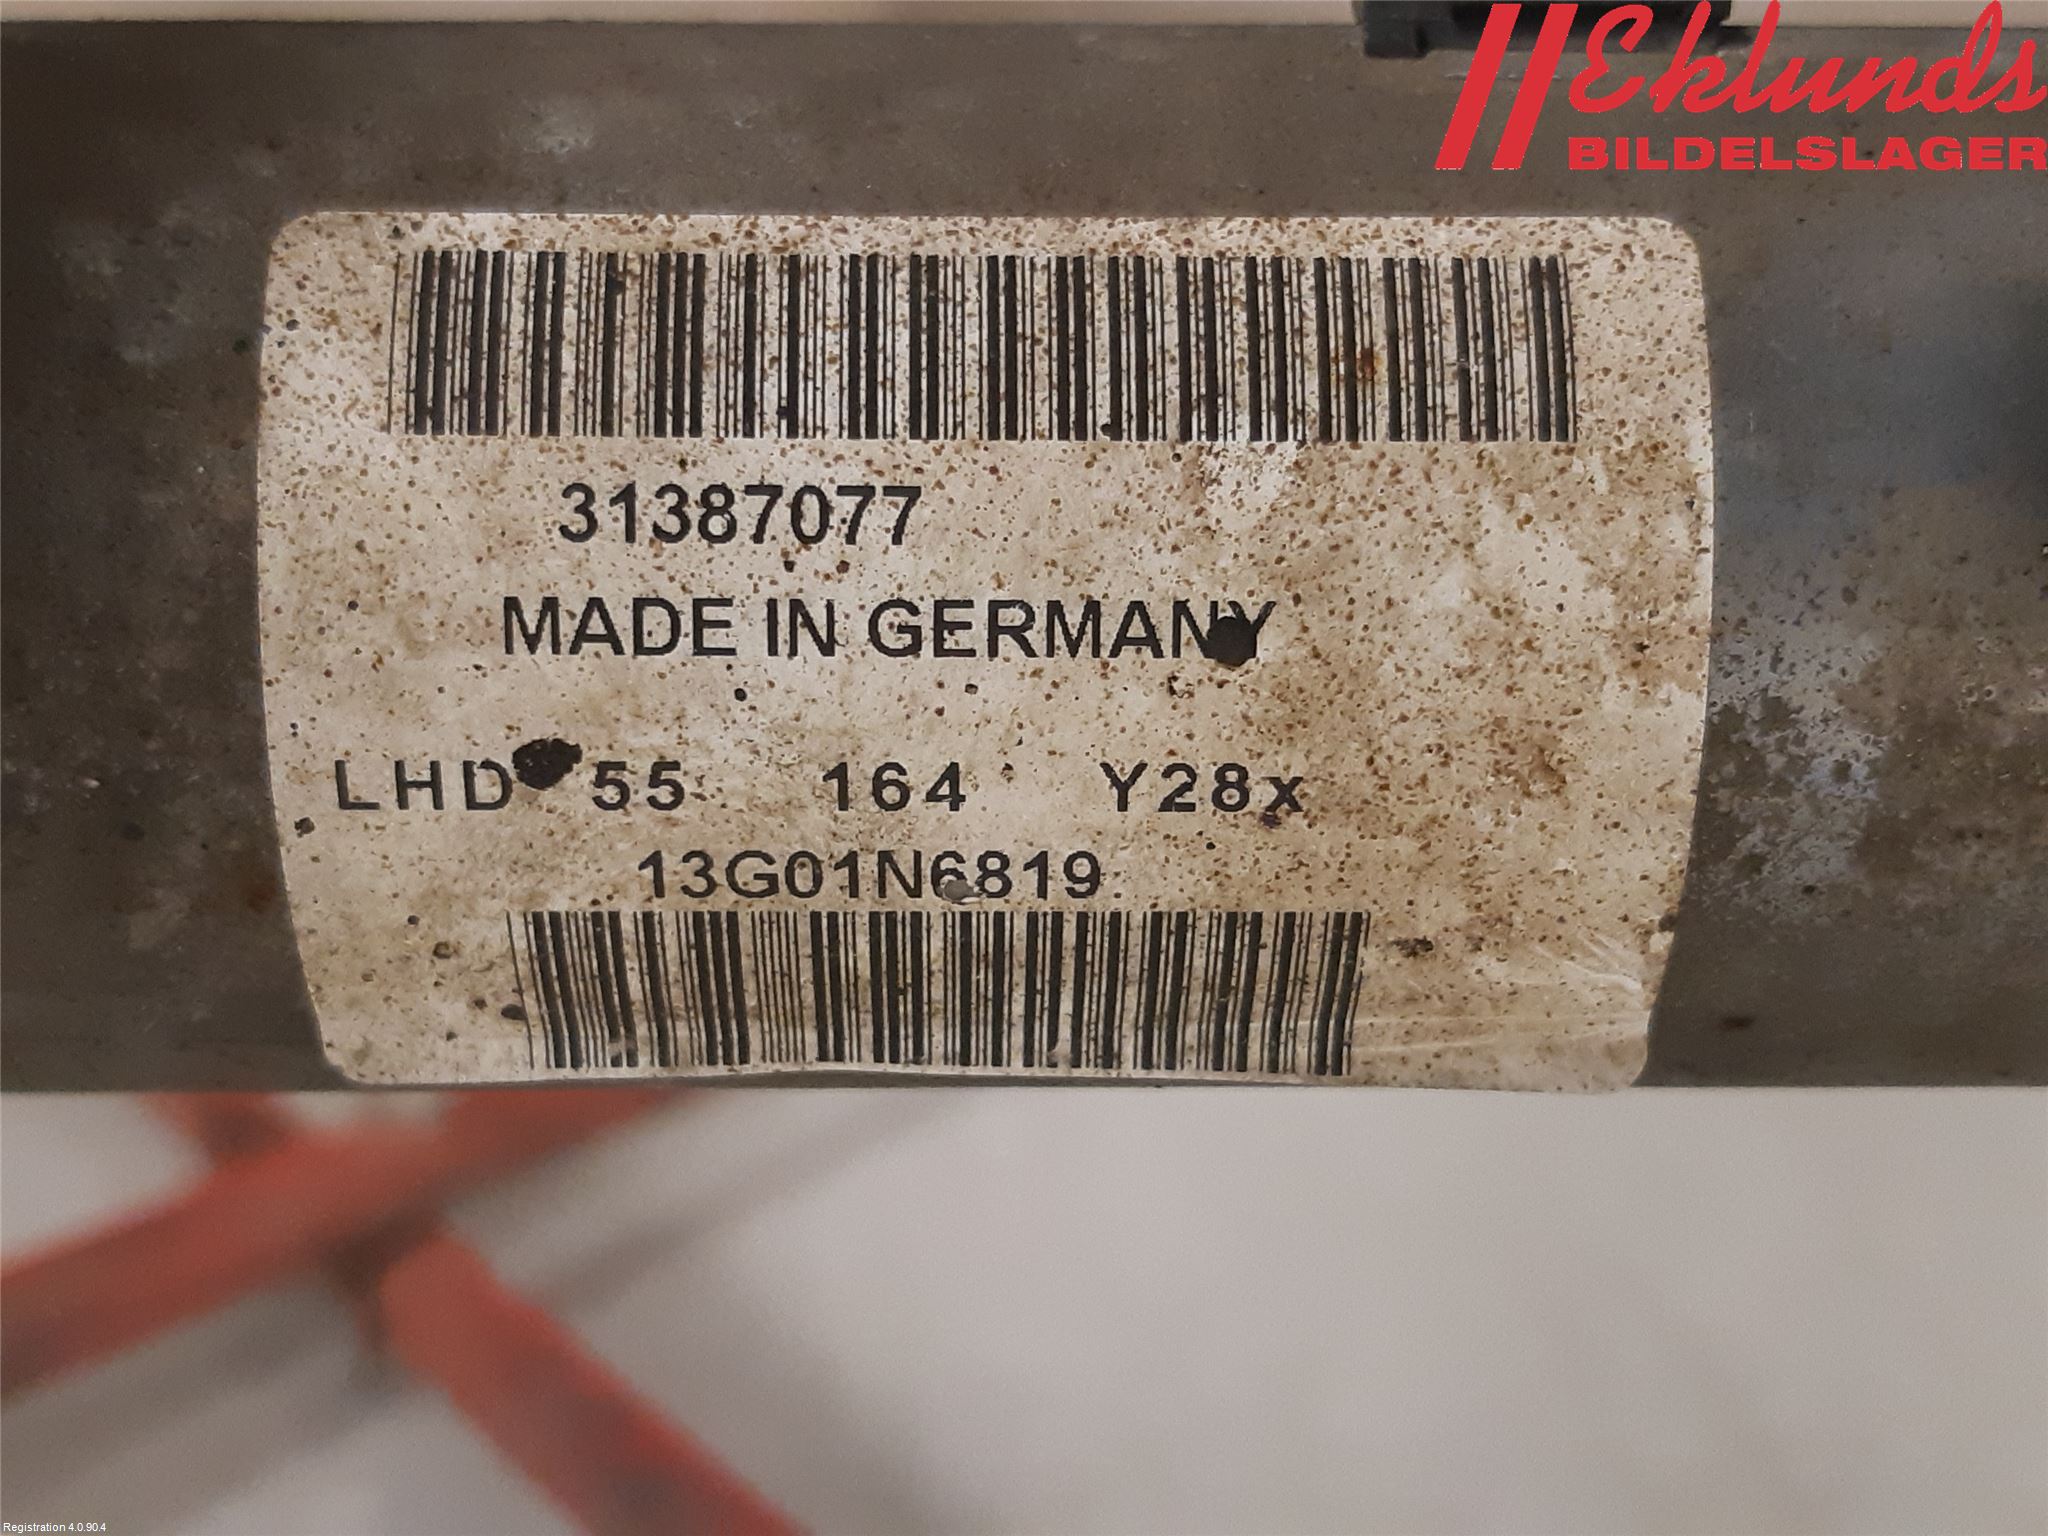 Eklunds
BILDELSLAGER
31387077
MADE IN GERMANY
LHD 55 164 Y28x
13G01N6819
Registration 4.0.90.4